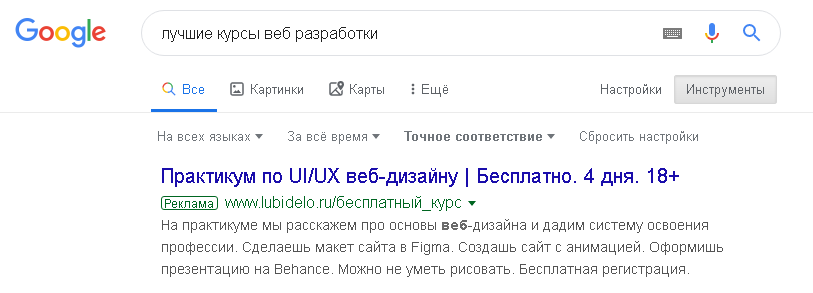 Google
лучшие курсы веб разработки
Все Картинки Карты Ещё Настройки Инструменты
На всех языках За всё время Точное соответствие Сбросить настройки
Практикум по UI/UX веб-дизайну | Бесплатно. 4 дня. 18+
Реклама www.lubidelo.ru/бесплатный_курс
На практикуме мы расскажем про основы веб-дизайна и дадим систему освоения
профессии. Сделаешь макет сайта в Figma. Создашь сайт с анимацией. Оформишь
презентацию на Behance. Можно не уметь рисовать. Бесплатная регистрация.